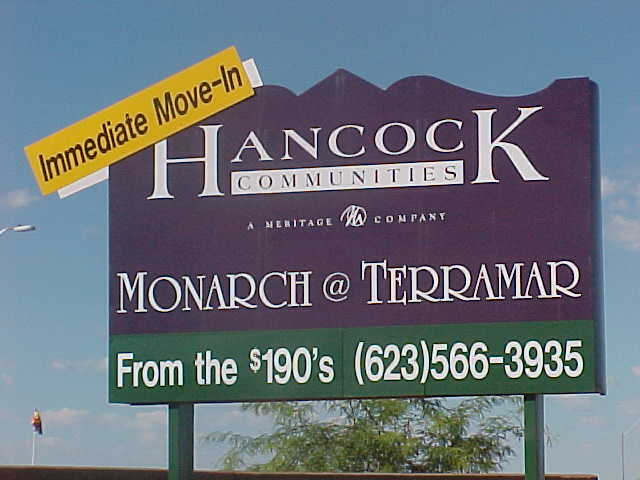 Immediate Move-In
HANCOCK
COMMUNITIES
A MERITAGE COMPANY
MONARCH @ TERRAMAR
From the $190's (623)566-3935